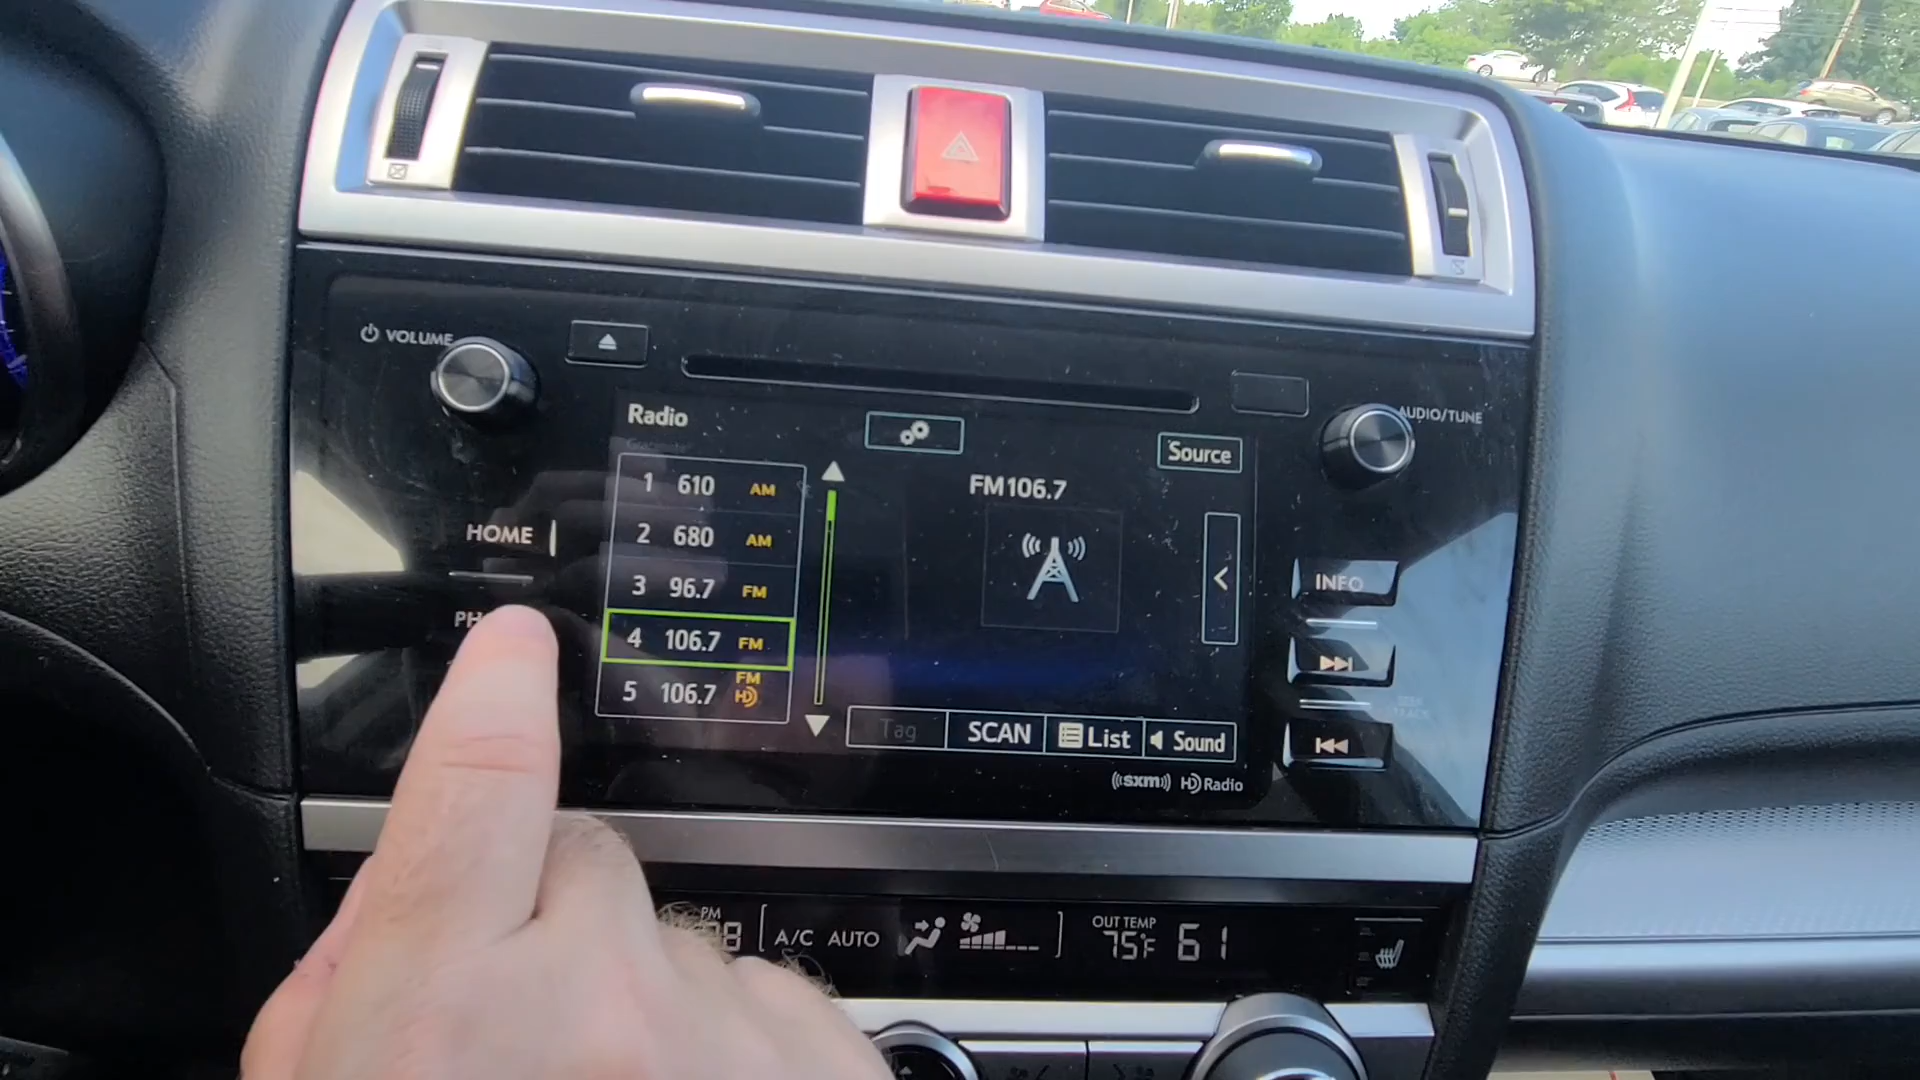 VOLUME
AUDIO/TUNE
Radio
Source
1 610 AM
2 680 AM
3 96.7 FM
4 106.7 FM
5 106.7 FM HD
FM106.7
HOME
INFO
Tag
SCAN
List
Sound
((sxm)) HD Radio
PM
A/C AUTO
OUT TEMP
75°F
61